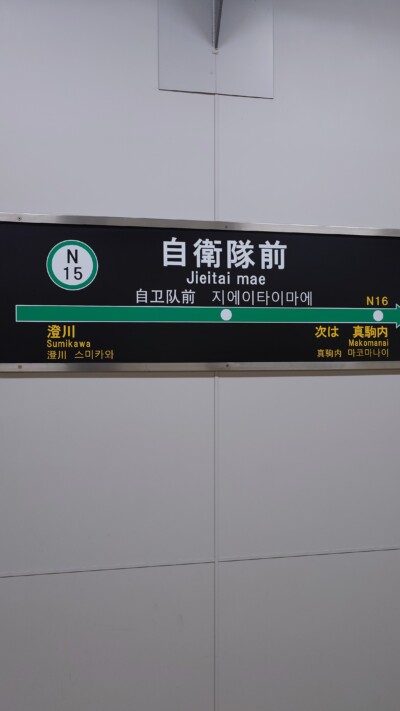 N
15
自衛隊前
Jieitai mae
自卫队前 지에이타이마에
N16
澄川
Sumikawa
澄川 스미카와
次は 真駒内
Makomanai
真驹内 마코마나이